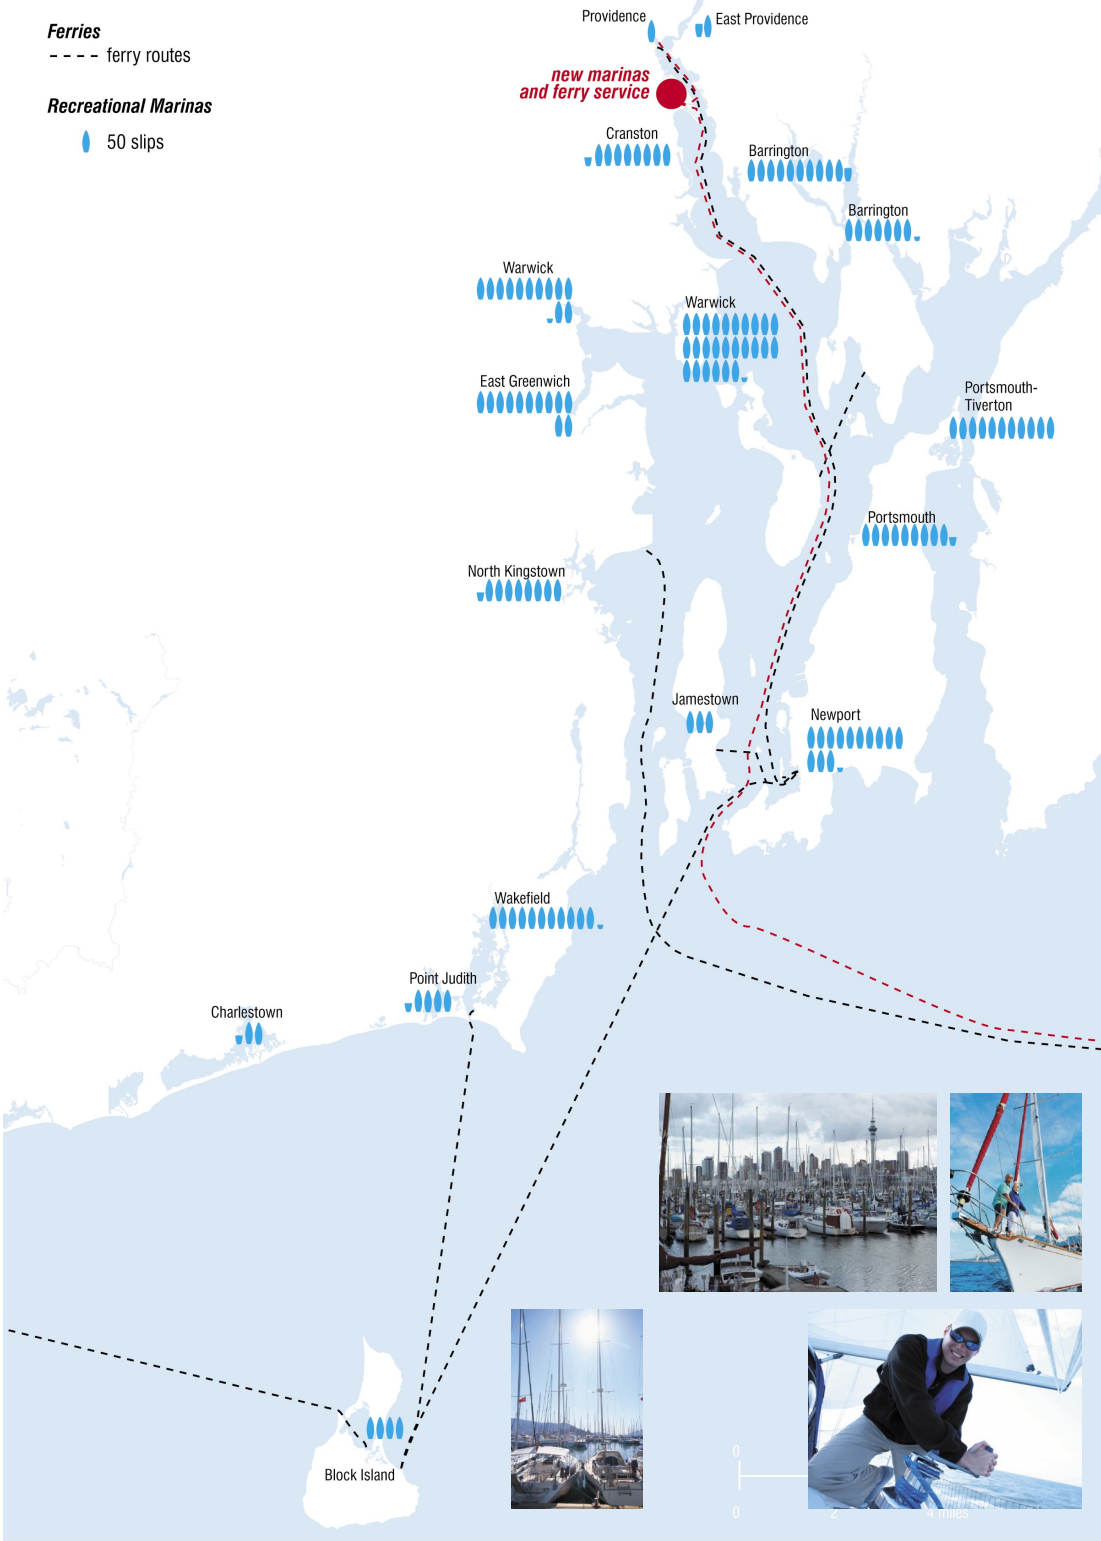 Ferries
ferry routes
Recreational Marinas
50 slips
Providence
East Providence
new marinas
and ferry service
Cranston
Barrington
Barrington
Warwick
Warwick
East Greenwich
Portsmouth-
Tiverton
Portsmouth
North Kingstown
Jamestown
Newport
Wakefield
Point Judith
Charlestown
Block Island
0
0
2
4 miles